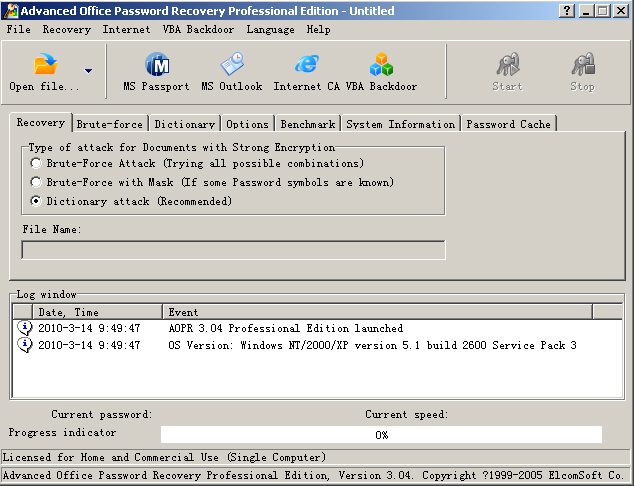 Advanced Office Password Recovery Professional Edition - Untitled
File Recovery Internet VBA Backdoor Language Help
Open file... MS Passport MS Outlook Internet CA VBA Backdoor Start Stop
Recovery Brute-force Dictionary Options Benchmark System Information Password Cache
Type of attack for Documents with Strong Encryption
Brute-Force Attack (Trying all possible combinations)
Brute-Force with Mask (If some Password symbols are known)
Dictionary attack (Recommended)
File Name:
Log window
Date, Time Event
2010-3-14 9:49:47 AOPR 3.04 Professional Edition launched
2010-3-14 9:49:47 OS Version: Windows NT/2000/XP version 5.1 build 2600 Service Pack 3
Current password: Current speed:
Progress indicator 0%
Licensed for Home and Commercial Use (Single Computer)
Advanced Office Password Recovery Professional Edition, Version 3.04. Copyright ?1999-2005 ElcomSoft Co.